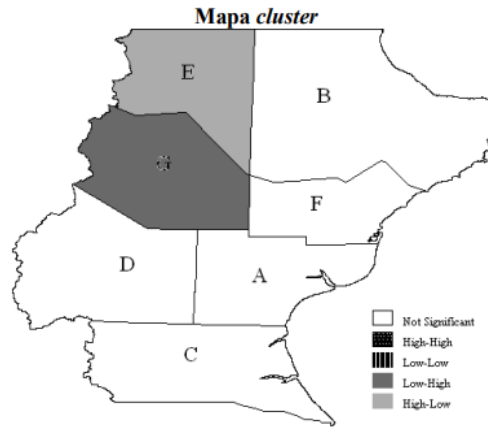 Mapa cluster
E
B
G
F
D
A
C
Not Significant
High-High
Low-Low
Low-High
High-Low